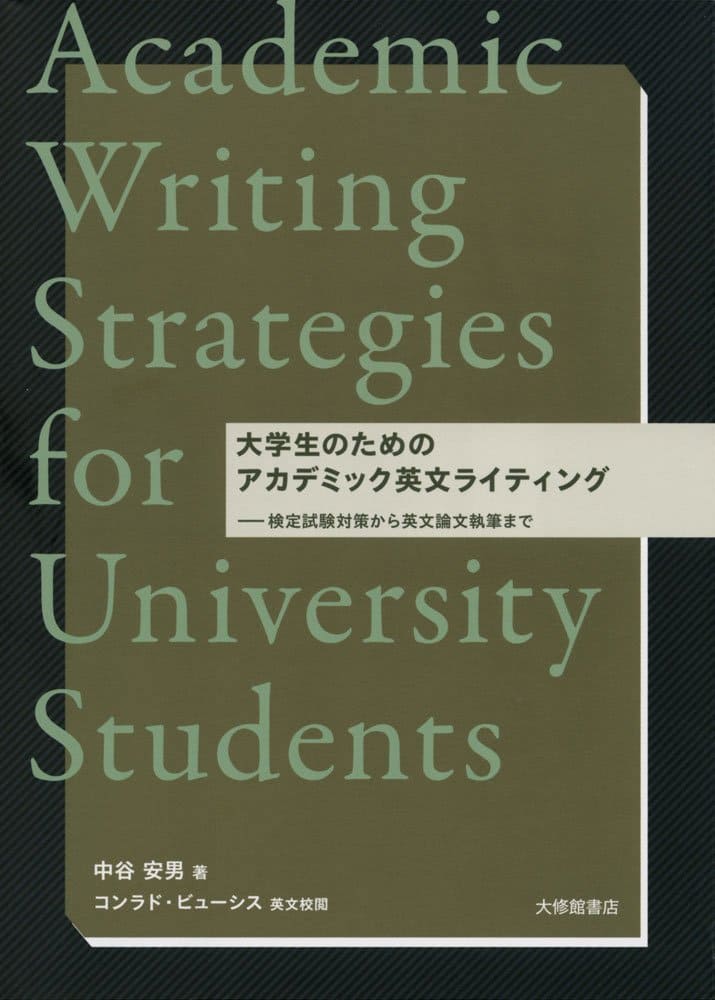 Academic
Writing
Strategies
for
University
Students
大学生のための
アカデミック英文ライティング
── 検定試験対策から英文論文執筆まで
中谷 安男 著
コンラド・ビューシス 英文校閲
大修館書店